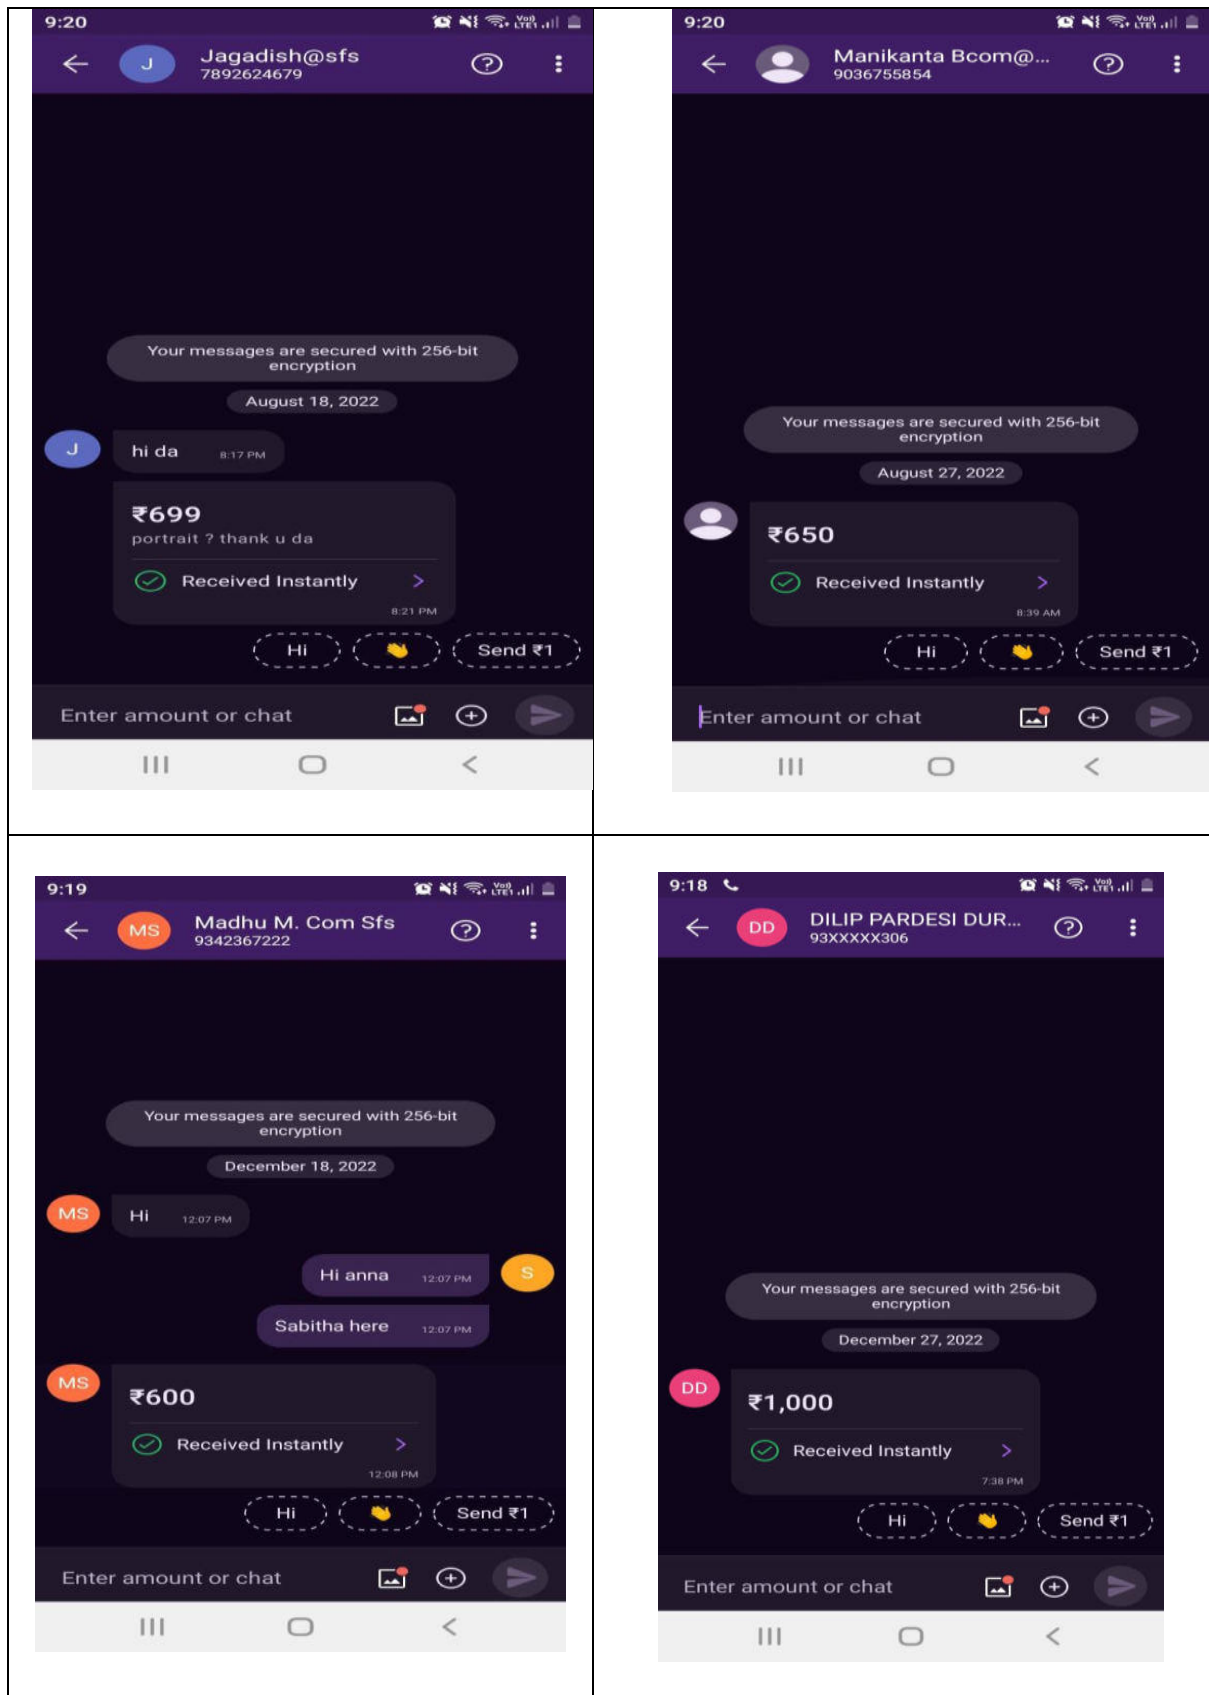 9:20
Jagadish@sfs
7892624679
Your messages are secured with 256-bit
encryption
August 18, 2022
J
J
hi da 8:17 PM
₹699
portrait ? thank u da
Received Instantly
8:21 PM
Hi Send ₹1
Enter amount or chat
9:20
Manikanta Bcom@...
9036755854
Your messages are secured with 256-bit
encryption
August 27, 2022
₹650
Received Instantly
8:39 AM
Hi Send ₹1
Enter amount or chat
9:19
MS
Madhu M. Com Sfs
9342367222
Your messages are secured with 256-bit
encryption
December 18, 2022
MS
Hi 12:07 PM
Hi anna 12:07 PM
S
Sabitha here 12:07 PM
MS
₹600
Received Instantly
12:08 PM
Hi Send ₹1
Enter amount or chat
9:18
DD
DILIP PARDESI DUR...
93XXXXX306
Your messages are secured with 256-bit
encryption
December 27, 2022
DD
₹1,000
Received Instantly
7:38 PM
Hi Send ₹1
Enter amount or chat